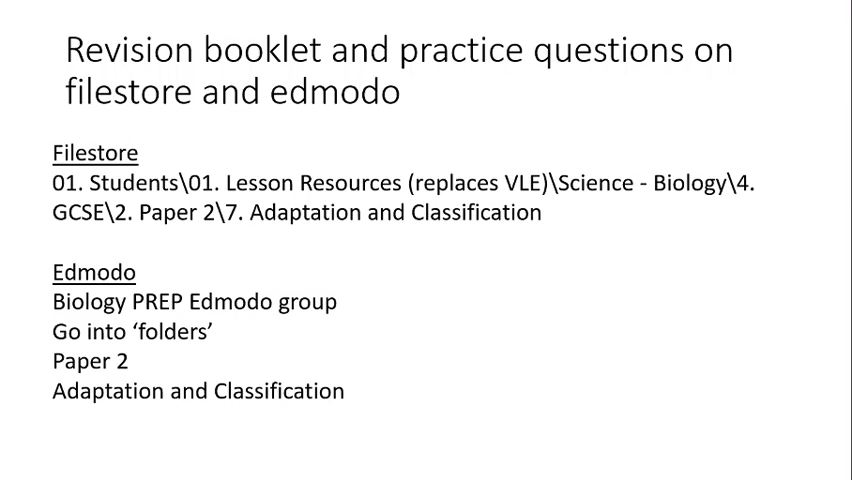 Revision booklet and practice questions on
filestore and edmodo
Filestore
01. Students\01. Lesson Resources (replaces VLE)\Science - Biology\4.
GCSE\2. Paper 2\7. Adaptation and Classification
Edmodo
Biology PREP Edmodo group
Go into ‘folders’
Paper 2
Adaptation and Classification